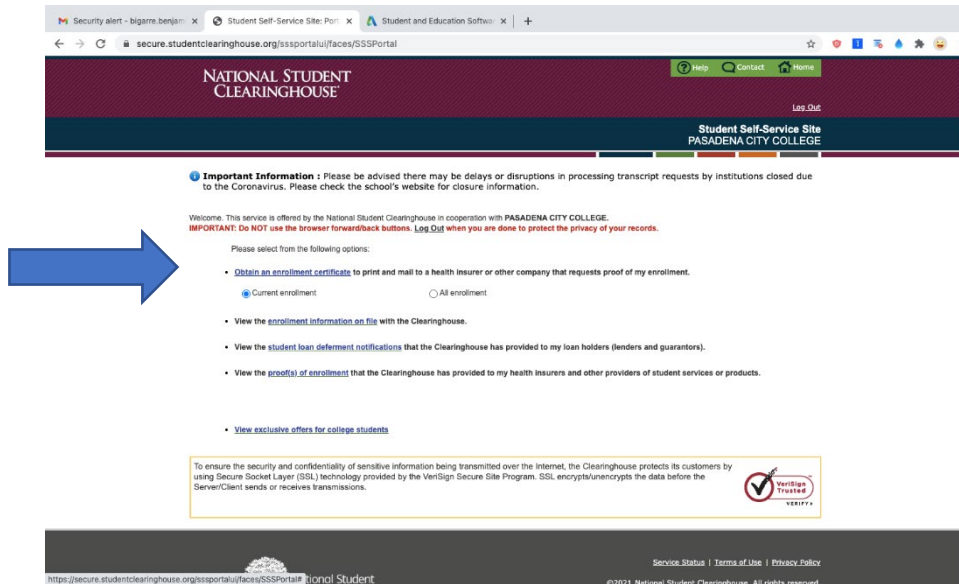 Security alert - bigarre.benjam
Student Self-Service Site: Port
Student and Education Softwar
secure.studentclearinghouse.org/sssportalui/faces/SSSPortal
Help Contact Home
NATIONAL STUDENT
CLEARINGHOUSE
Log Out
Student Self-Service Site
PASADENA CITY COLLEGE
Important Information : Please be advised there may be delays or disruptions in processing transcript requests by institutions closed due
to the Coronavirus. Please check the school's website for closure information.
Welcome. This service is offered by the National Student Clearinghouse in cooperation with PASADENA CITY COLLEGE.
IMPORTANT: Do NOT use the browser forward/back buttons. Log Out when you are done to protect the privacy of your records.
Please select from the following options:
• Obtain an enrollment certificate to print and mail to a health insurer or other company that requests proof of my enrollment.
Current enrollment All enrollment
• View the enrollment information on file with the Clearinghouse.
• View the student loan deferment notifications that the Clearinghouse has provided to my loan holders (lenders and guarantors).
• View the proof(s) of enrollment that the Clearinghouse has provided to my health insurers and other providers of student services or products.
• View exclusive offers for college students
To ensure the security and confidentiality of sensitive information being transmitted over the Internet, the Clearinghouse protects its customers by
using Secure Socket Layer (SSL) technology provided by the VeriSign Secure Site Program. SSL encrypts/unencrypts the data before the
Server/Client sends or receives transmissions.
VeriSign
Trusted
VERIFY
Service Status | Terms of Use | Privacy Policy
https://secure.studentclearinghouse.org/sssportalui/faces/SSSPortal# tional Student
©2021 National Student Clearinghouse. All rights reserved.